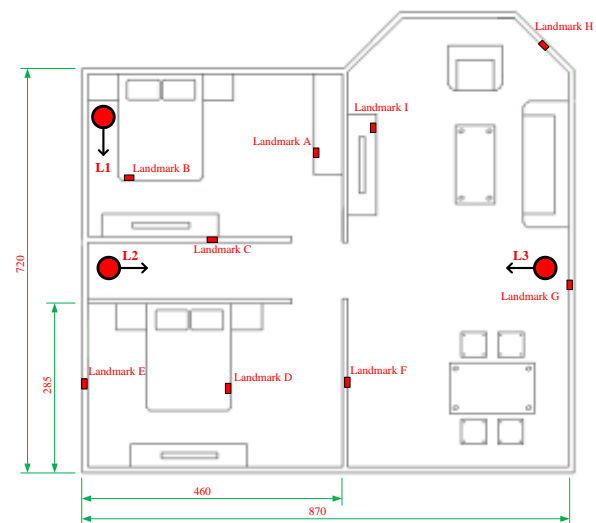 Landmark H
Landmark I
Landmark A
L1
Landmark B
L2
Landmark C
L3
720
Landmark G
Landmark E
Landmark D
Landmark F
285
460
870